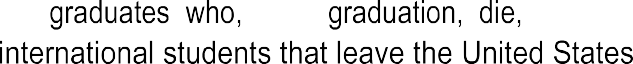 graduates who, graduation, die,
international students that leave the United States